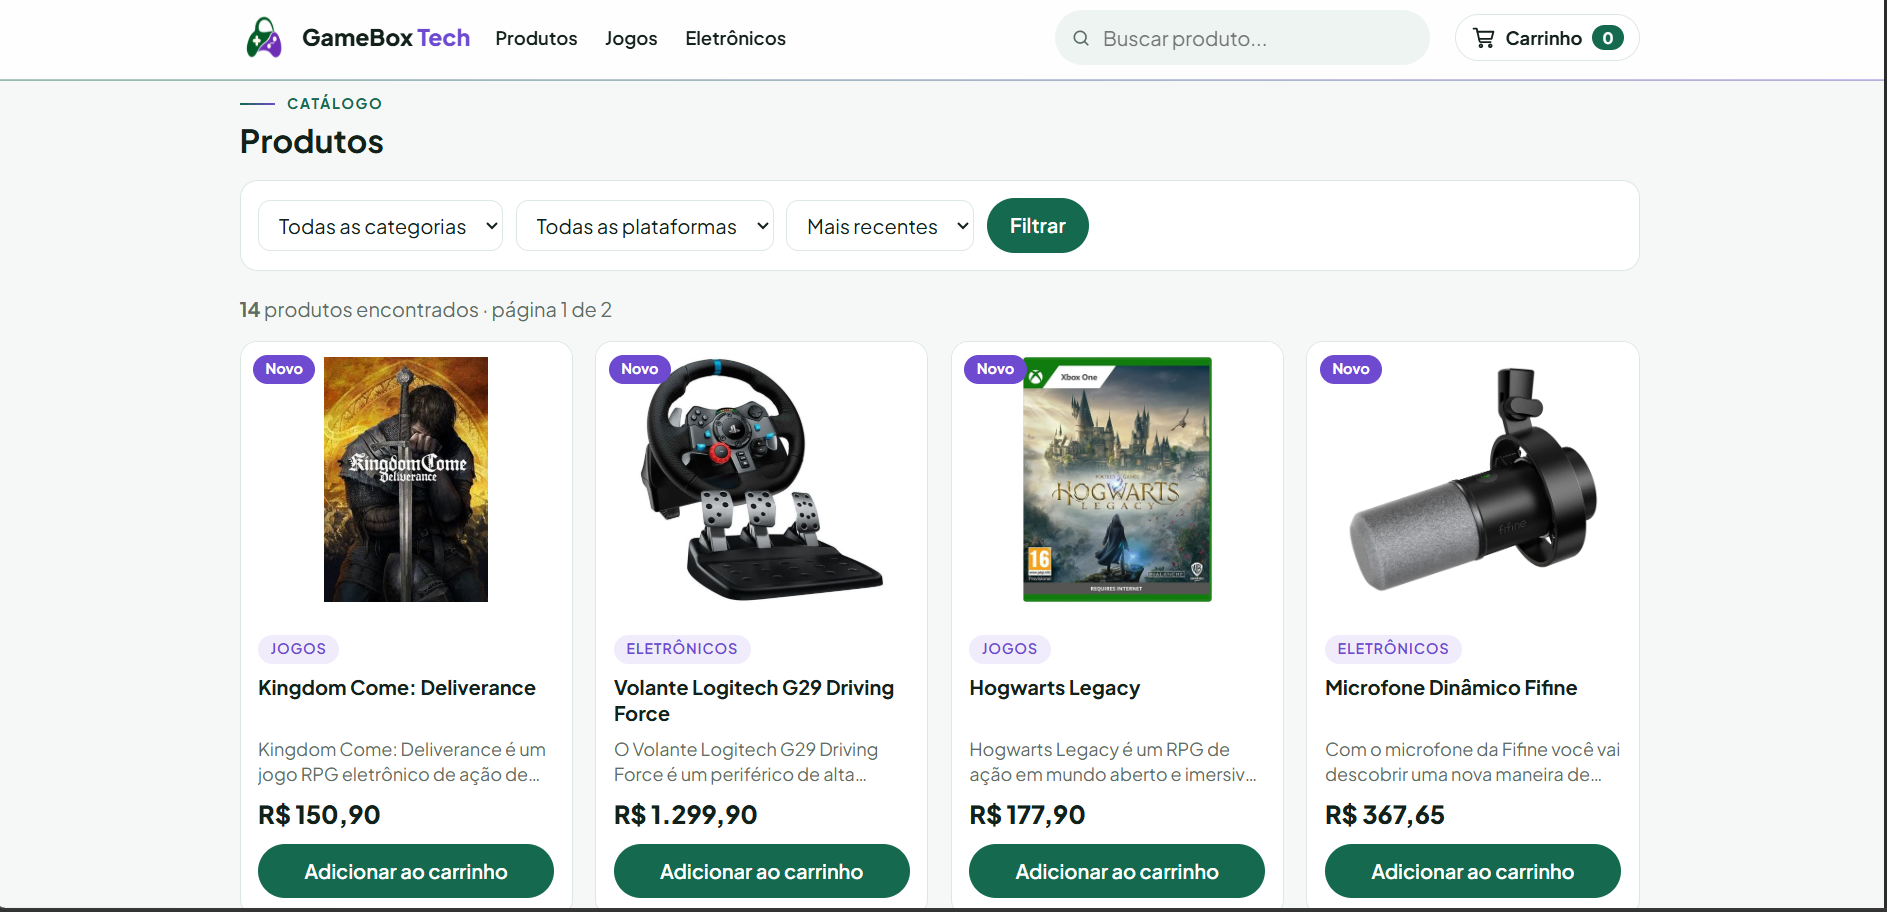 GameBox Tech
Produtos
Jogos
Eletrônicos
Buscar produto...
Carrinho 0
CATÁLOGO
Produtos
Todas as categorias
Todas as plataformas
Mais recentes
Filtrar
14 produtos encontrados · página 1 de 2
Novo
Kingdom Come
Deliverance
JOGOS
Kingdom Come: Deliverance
Kingdom Come: Deliverance é um
jogo RPG eletrônico de ação de...
R$ 150,90
Adicionar ao carrinho
Novo
ELETRÔNICOS
Volante Logitech G29 Driving
Force
O Volante Logitech G29 Driving
Force é um periférico de alta...
R$ 1.299,90
Adicionar ao carrinho
Novo
Xbox One
HOGWARTS
LEGACY
16
REQUIRES INTERNET
JOGOS
Hogwarts Legacy
Hogwarts Legacy é um RPG de
ação em mundo aberto e imersiv...
R$ 177,90
Adicionar ao carrinho
Novo
fifine
ELETRÔNICOS
Microfone Dinâmico Fifine
Com o microfone da Fifine você vai
descobrir uma nova maneira de...
R$ 367,65
Adicionar ao carrinho